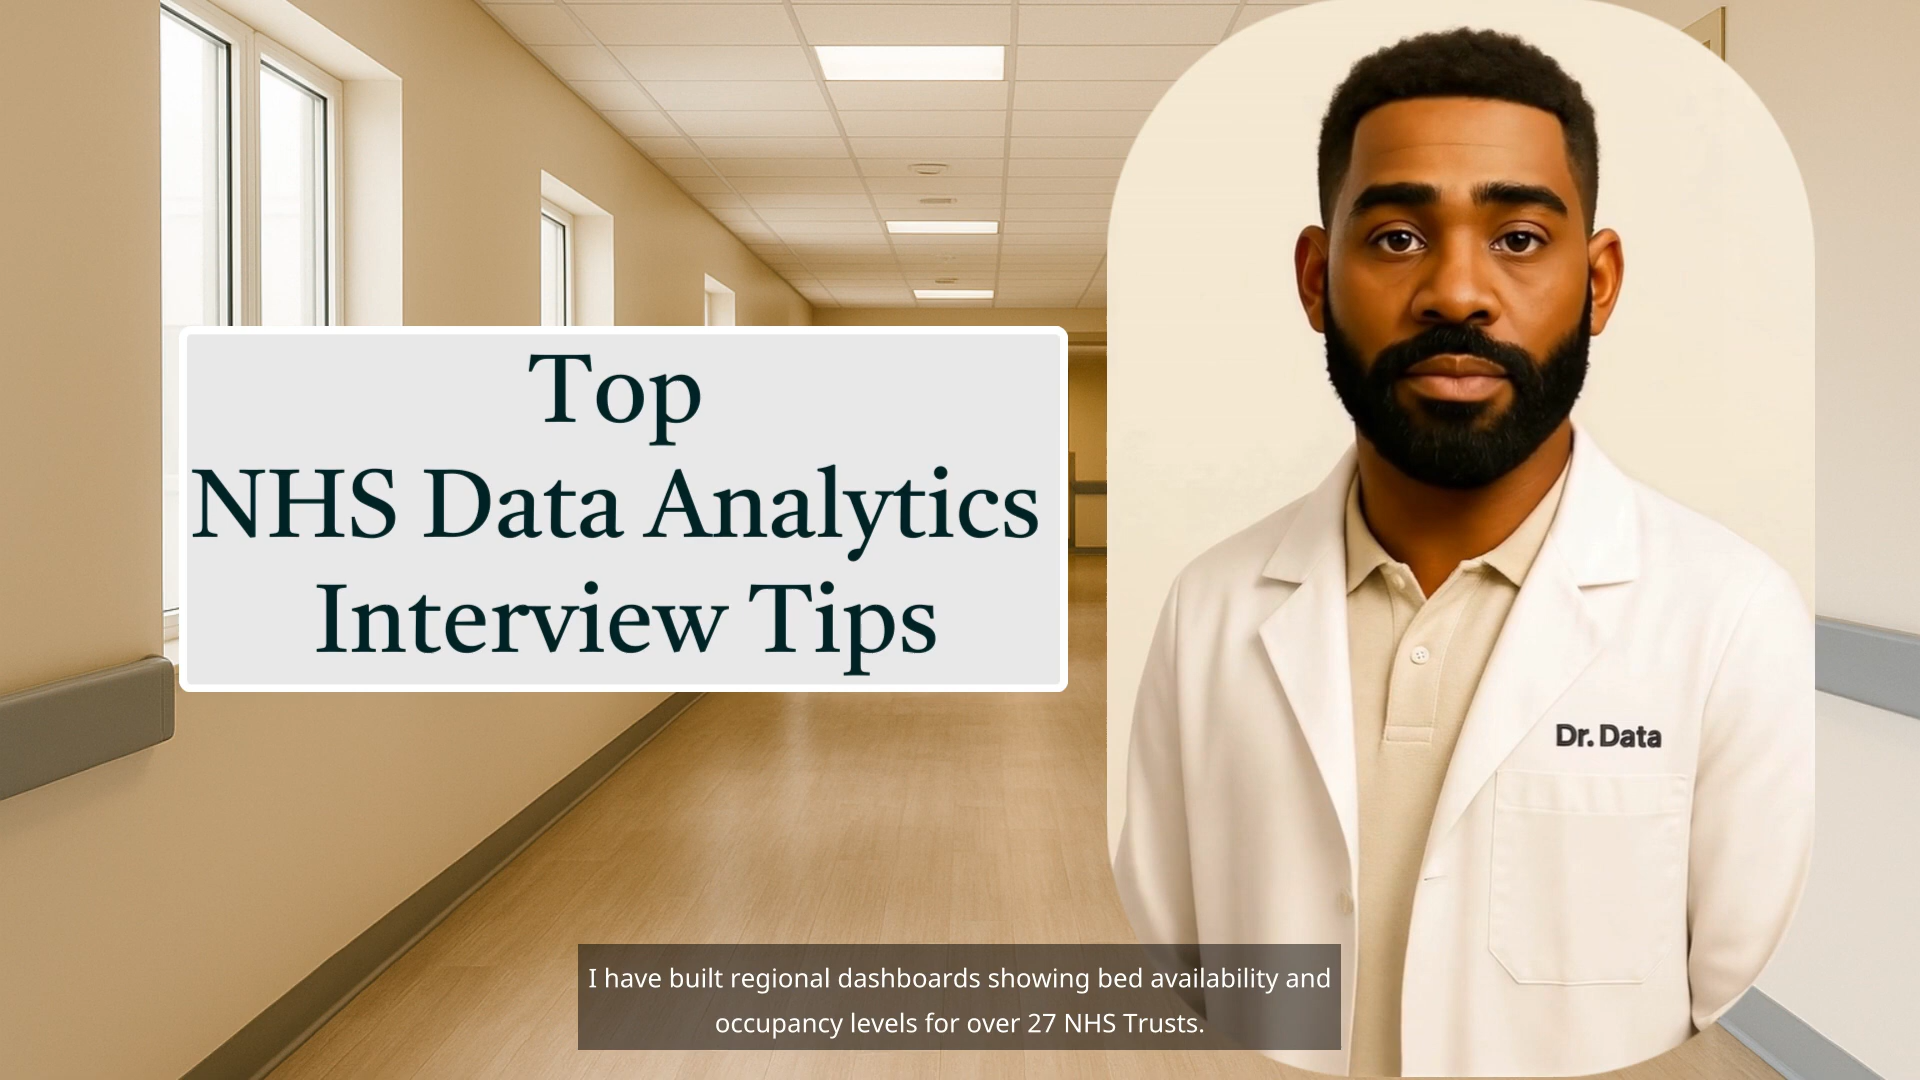 Top
NHS Data Analytics
Interview Tips
Dr. Data
I have built regional dashboards showing bed availability and
occupancy levels for over 27 NHS Trusts.